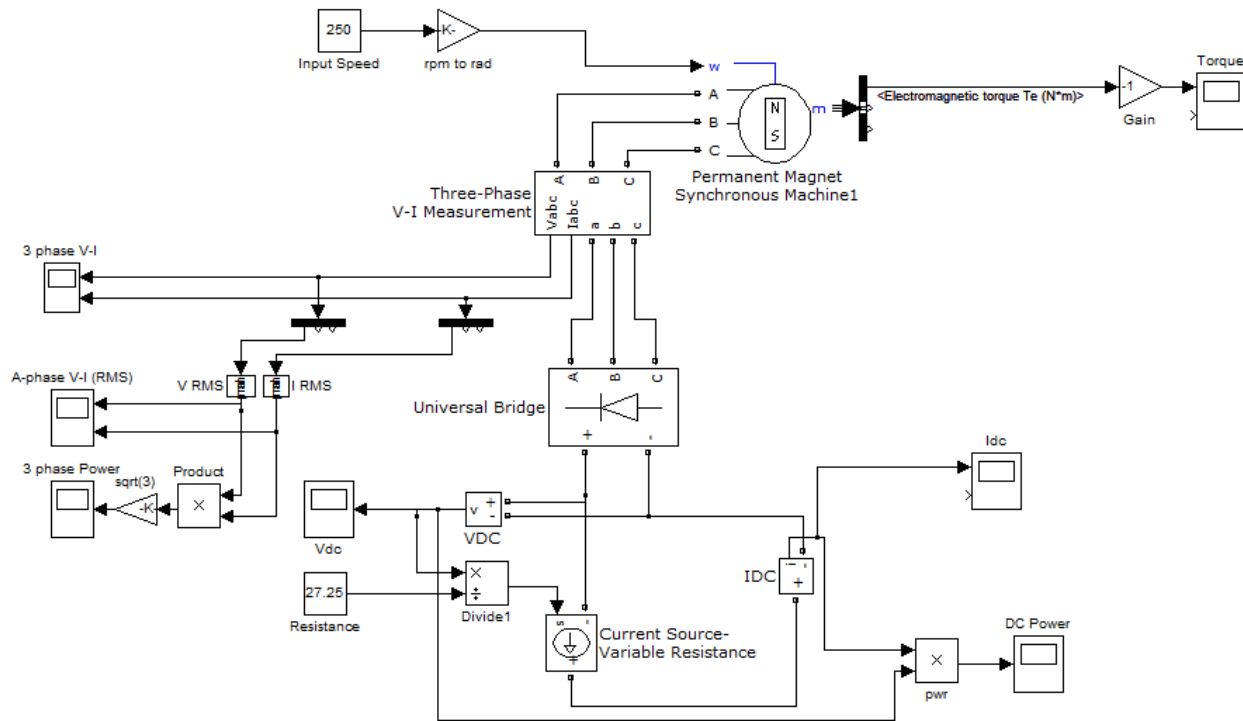 250
Input Speed
-K-
rpm to rad
w
A
B
C
N
S
m
<Electromagnetic torque Te (N*m)>
-1
Gain
Torque
Permanent Magnet
Synchronous Machine1
Three-Phase
V-I Measurement
A
B
C
Vabc
Iabc
a
b
c
3 phase V-I
A-phase V-I (RMS)
V RMS
I RMS
A
B
C
Universal Bridge
+
-
3 phase Power
sqrt(3)
-K-
Product
×
Vdc
v
+
-
VDC
Idc
i
-
+
IDC
27.25
Resistance
×
÷
Divide1
s
-
+
Current Source-
Variable Resistance
×
pwr
DC Power